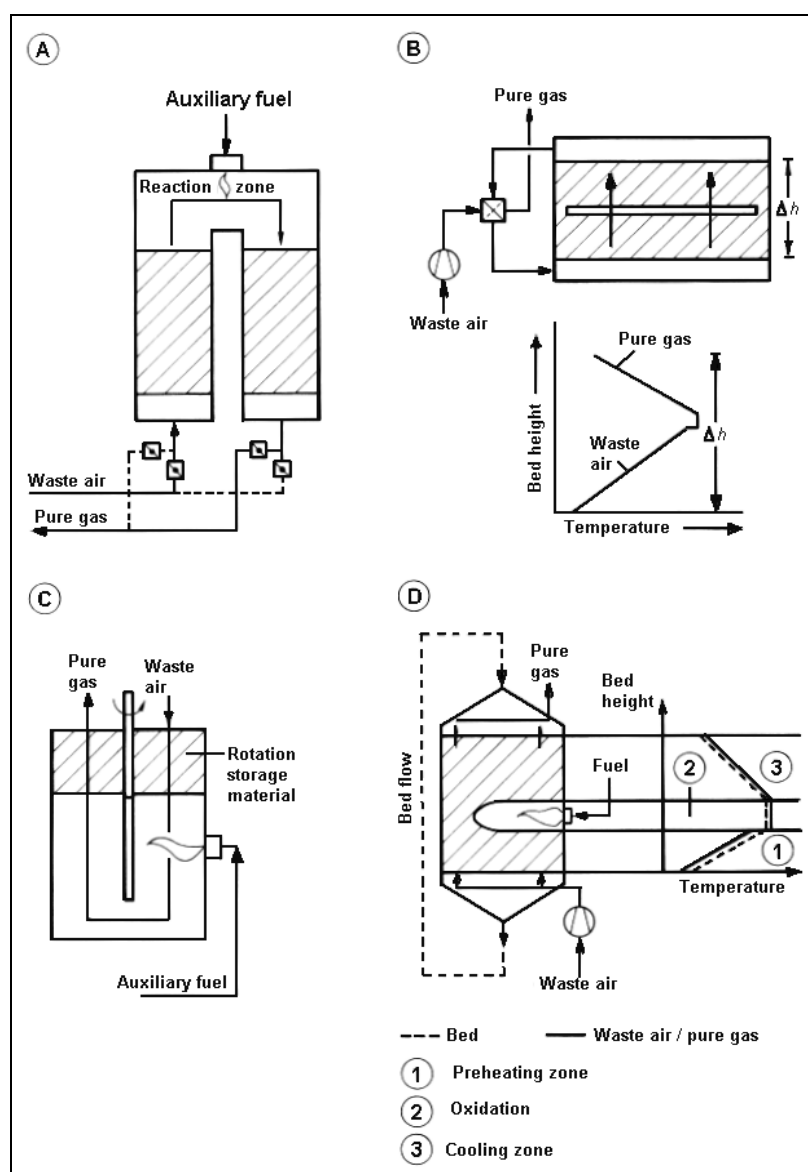 A
Auxiliary fuel
Reaction zone
Waste air
Pure gas
B
Pure gas
Waste air
Δh
Pure gas
Waste
air
Δh
Bed height
Temperature
C
Pure
gas
Waste
air
Rotation
storage
material
Auxiliary fuel
D
Pure
gas
Bed
height
Bed flow
Fuel
2
3
1
Temperature
Waste air
Bed
Waste air / pure gas
1 Preheating zone
2 Oxidation
3 Cooling zone